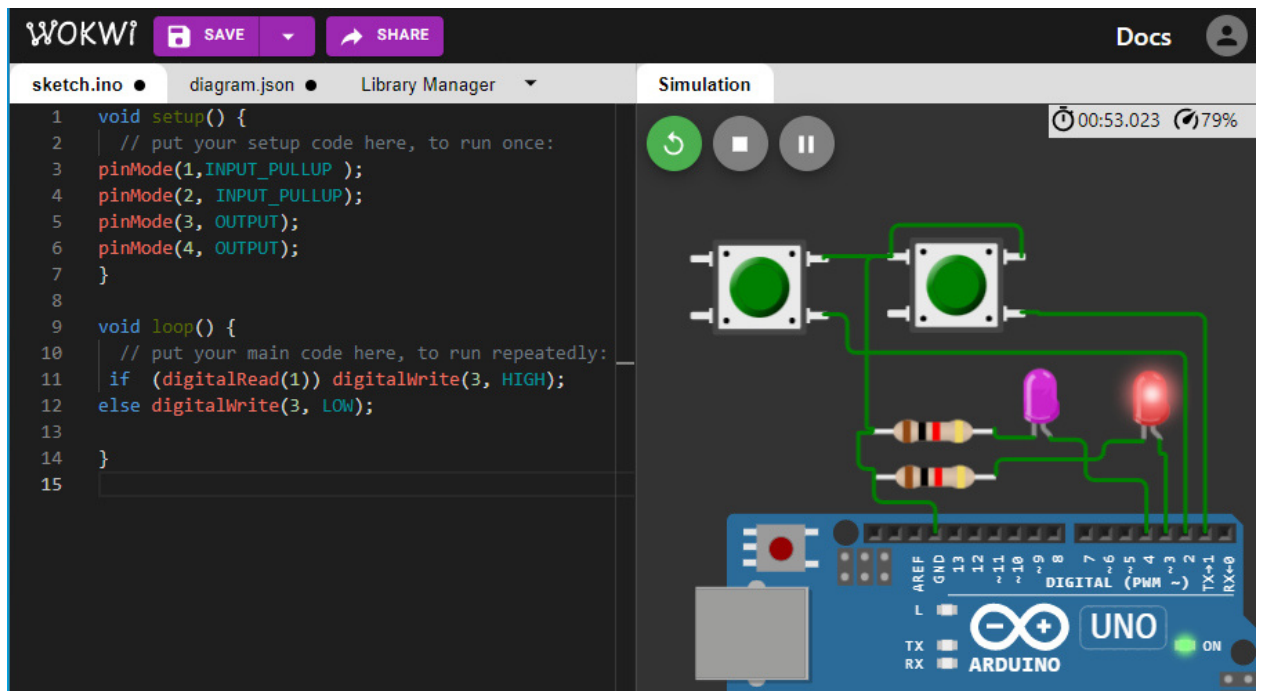 WOKWi SAVE SHARE Docs
sketch.ino ● diagram.json ● Library Manager Simulation
00:53.023 79%
1 void setup() {
2 // put your setup code here, to run once:
3 pinMode(1,INPUT_PULLUP );
4 pinMode(2, INPUT_PULLUP);
5 pinMode(3, OUTPUT);
6 pinMode(4, OUTPUT);
7 }
8
9 void loop() {
10 // put your main code here, to run repeatedly:
11 if (digitalRead(1)) digitalWrite(3, HIGH);
12 else digitalWrite(3, LOW);
13
14 }
15
AREF GND 13 12 ~11 ~10 ~9 8 7 ~6 ~5 4 ~3 2 TX→1 RX←0
DIGITAL (PWM ~)
L
UNO
TX ON
RX ARDUINO